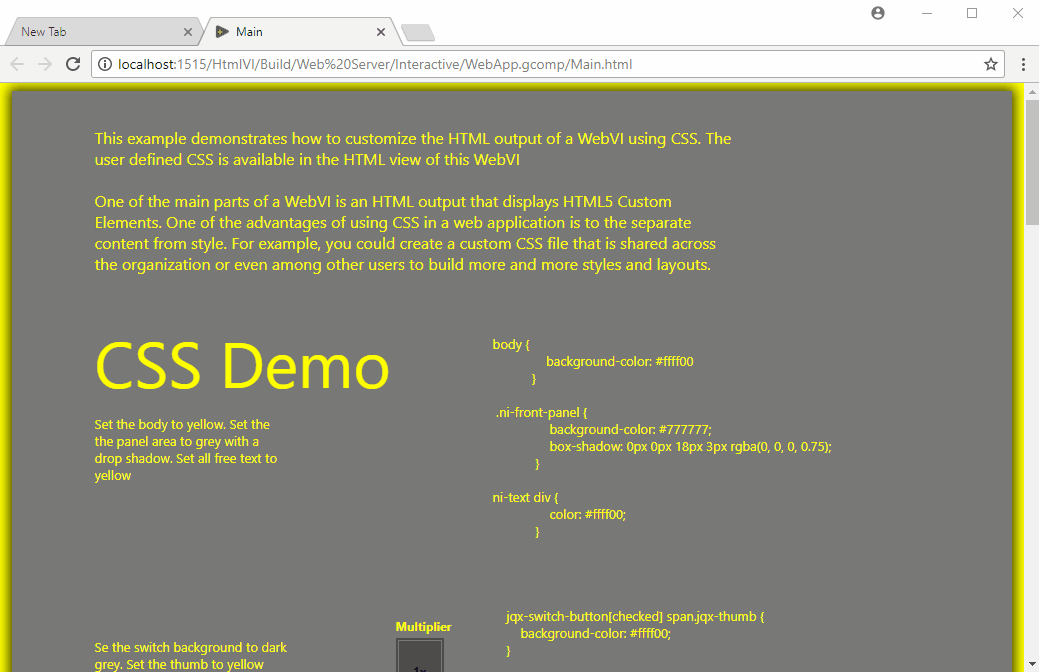 New Tab
Main
localhost:1515/HtmlVI/Build/Web%20Server/Interactive/WebApp.gcomp/Main.html
This example demonstrates how to customize the HTML output of a WebVI using CSS. The
user defined CSS is available in the HTML view of this WebVI
One of the main parts of a WebVI is an HTML output that displays HTML5 Custom
Elements. One of the advantages of using CSS in a web application is to the separate
content from style. For example, you could create a custom CSS file that is shared across
the organization or even among other users to build more and more styles and layouts.
CSS Demo
Set the body to yellow. Set the
the panel area to grey with a
drop shadow. Set all free text to
yellow
body {
background-color: #ffff00
}
.ni-front-panel {
background-color: #777777;
box-shadow: 0px 0px 18px 3px rgba(0, 0, 0, 0.75);
}
ni-text div {
color: #ffff00;
}
Se the switch background to dark
grey. Set the thumb to yellow
Multiplier
jqx-switch-button[checked] span.jqx-thumb {
background-color: #ffff00;
}